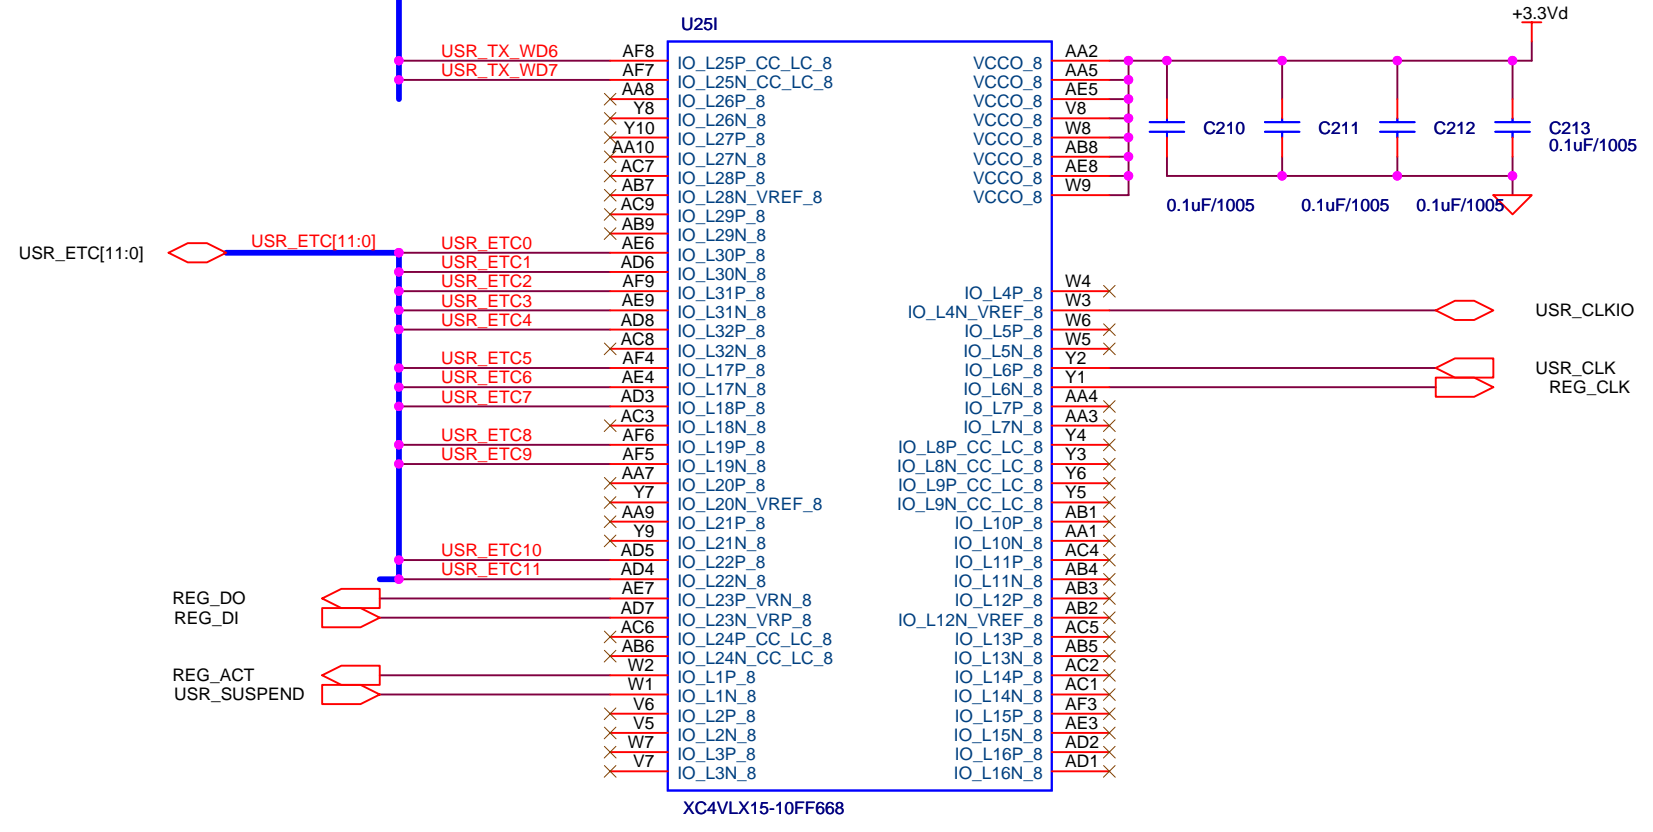 +3.3Vd
U25I
USR_TX_WD6 AF8 IO_L25P_CC_LC_8 VCCO_8 AA2
USR_TX_WD7 AF7 IO_L25N_CC_LC_8 VCCO_8 AA5
AA8 IO_L26P_8 VCCO_8 AE5
Y8 IO_L26N_8 VCCO_8 V8
Y10 IO_L27P_8 VCCO_8 W8
AA10 IO_L27N_8 VCCO_8 AB8
AC7 IO_L28P_8 VCCO_8 AE8
AB7 IO_L28N_VREF_8 VCCO_8 W9
C210 C211 C212 C213
0.1uF/1005
0.1uF/1005 0.1uF/1005 0.1uF/1005
AC9 IO_L29P_8
AB9 IO_L29N_8
USR_ETC[11:0] USR_ETC[11:0] USR_ETC0 AE6 IO_L30P_8
USR_ETC1 AD6 IO_L30N_8
USR_ETC2 AF9 IO_L31P_8 IO_L4P_8 W4
USR_ETC3 AE9 IO_L31N_8 IO_L4N_VREF_8 W3 USR_CLKIO
USR_ETC4 AD8 IO_L32P_8 IO_L5P_8 W6
AC8 IO_L32N_8 IO_L5N_8 W5
USR_ETC5 AF4 IO_L17P_8 IO_L6P_8 Y2 USR_CLK
USR_ETC6 AE4 IO_L17N_8 IO_L6N_8 Y1 REG_CLK
USR_ETC7 AD3 IO_L18P_8 IO_L7P_8 AA4
AC3 IO_L18N_8 IO_L7N_8 AA3
USR_ETC8 AF6 IO_L19P_8 IO_L8P_CC_LC_8 Y4
USR_ETC9 AF5 IO_L19N_8 IO_L8N_CC_LC_8 Y3
AA7 IO_L20P_8 IO_L9P_CC_LC_8 Y6
Y7 IO_L20N_VREF_8 IO_L9N_CC_LC_8 Y5
AA9 IO_L21P_8 IO_L10P_8 AB1
Y9 IO_L21N_8 IO_L10N_8 AA1
USR_ETC10 AD5 IO_L22P_8 IO_L11P_8 AC4
USR_ETC11 AD4 IO_L22N_8 IO_L11N_8 AB4
REG_DO AE7 IO_L23P_VRN_8 IO_L12P_8 AB3
REG_DI AD7 IO_L23N_VRP_8 IO_L12N_VREF_8 AB2
AC6 IO_L24P_CC_LC_8 IO_L13P_8 AC5
AB6 IO_L24N_CC_LC_8 IO_L13N_8 AB5
REG_ACT W2 IO_L1P_8 IO_L14P_8 AC2
USR_SUSPEND W1 IO_L1N_8 IO_L14N_8 AC1
V6 IO_L2P_8 IO_L15P_8 AF3
V5 IO_L2N_8 IO_L15N_8 AE3
W7 IO_L3P_8 IO_L16P_8 AD2
V7 IO_L3N_8 IO_L16N_8 AD1
XC4VLX15-10FF668